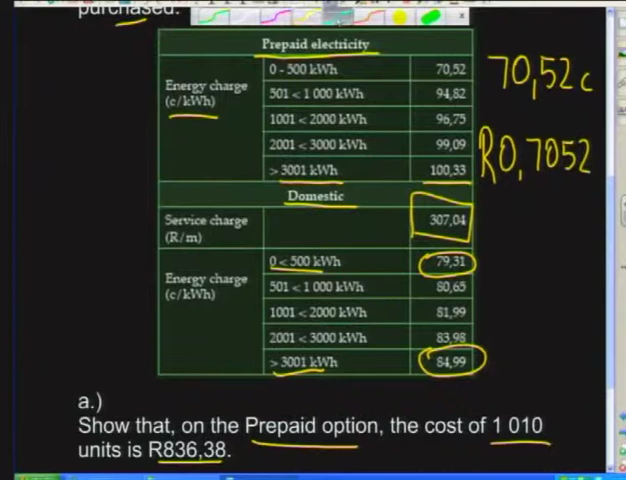 purchased.
Prepaid electricity
Energy charge (c/kWh)
0 - 500 kWh 70,52
501 < 1 000 kWh 94,82
1001 < 2000 kWh 96,75
2001 < 3000 kWh 99,09
> 3001 kWh 100,33
70,52 c
R0,7052
Domestic
Service charge (R/m) 307,04
Energy charge (c/kWh)
0 < 500 kWh 79,31
501 < 1 000 kWh 80,65
1001 < 2000 kWh 81,99
2001 < 3000 kWh 83,98
> 3001 kWh 84,99
a.)
Show that, on the Prepaid option, the cost of 1 010
units is R836,38.